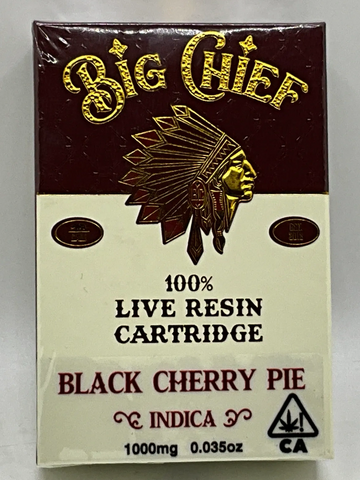 BIG CHIEF
100%
LIVE RESIN
CARTRIDGE
BLACK CHERRY PIE
INDICA
1000mg 0.035oz
CA